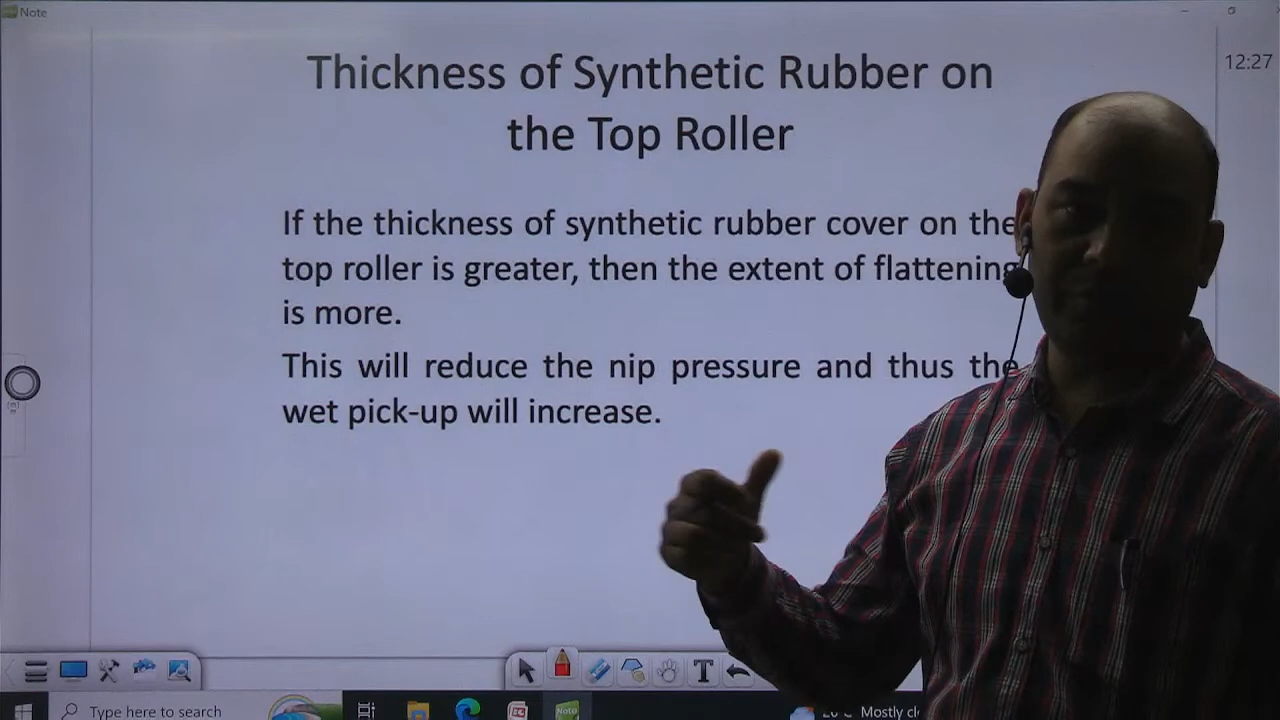 Note
12:27
Thickness of Synthetic Rubber on
the Top Roller
If the thickness of synthetic rubber cover on the
top roller is greater, then the extent of flattening
is more.
This will reduce the nip pressure and thus the
wet pick-up will increase.
T
Type here to search
Note
Mostly cl